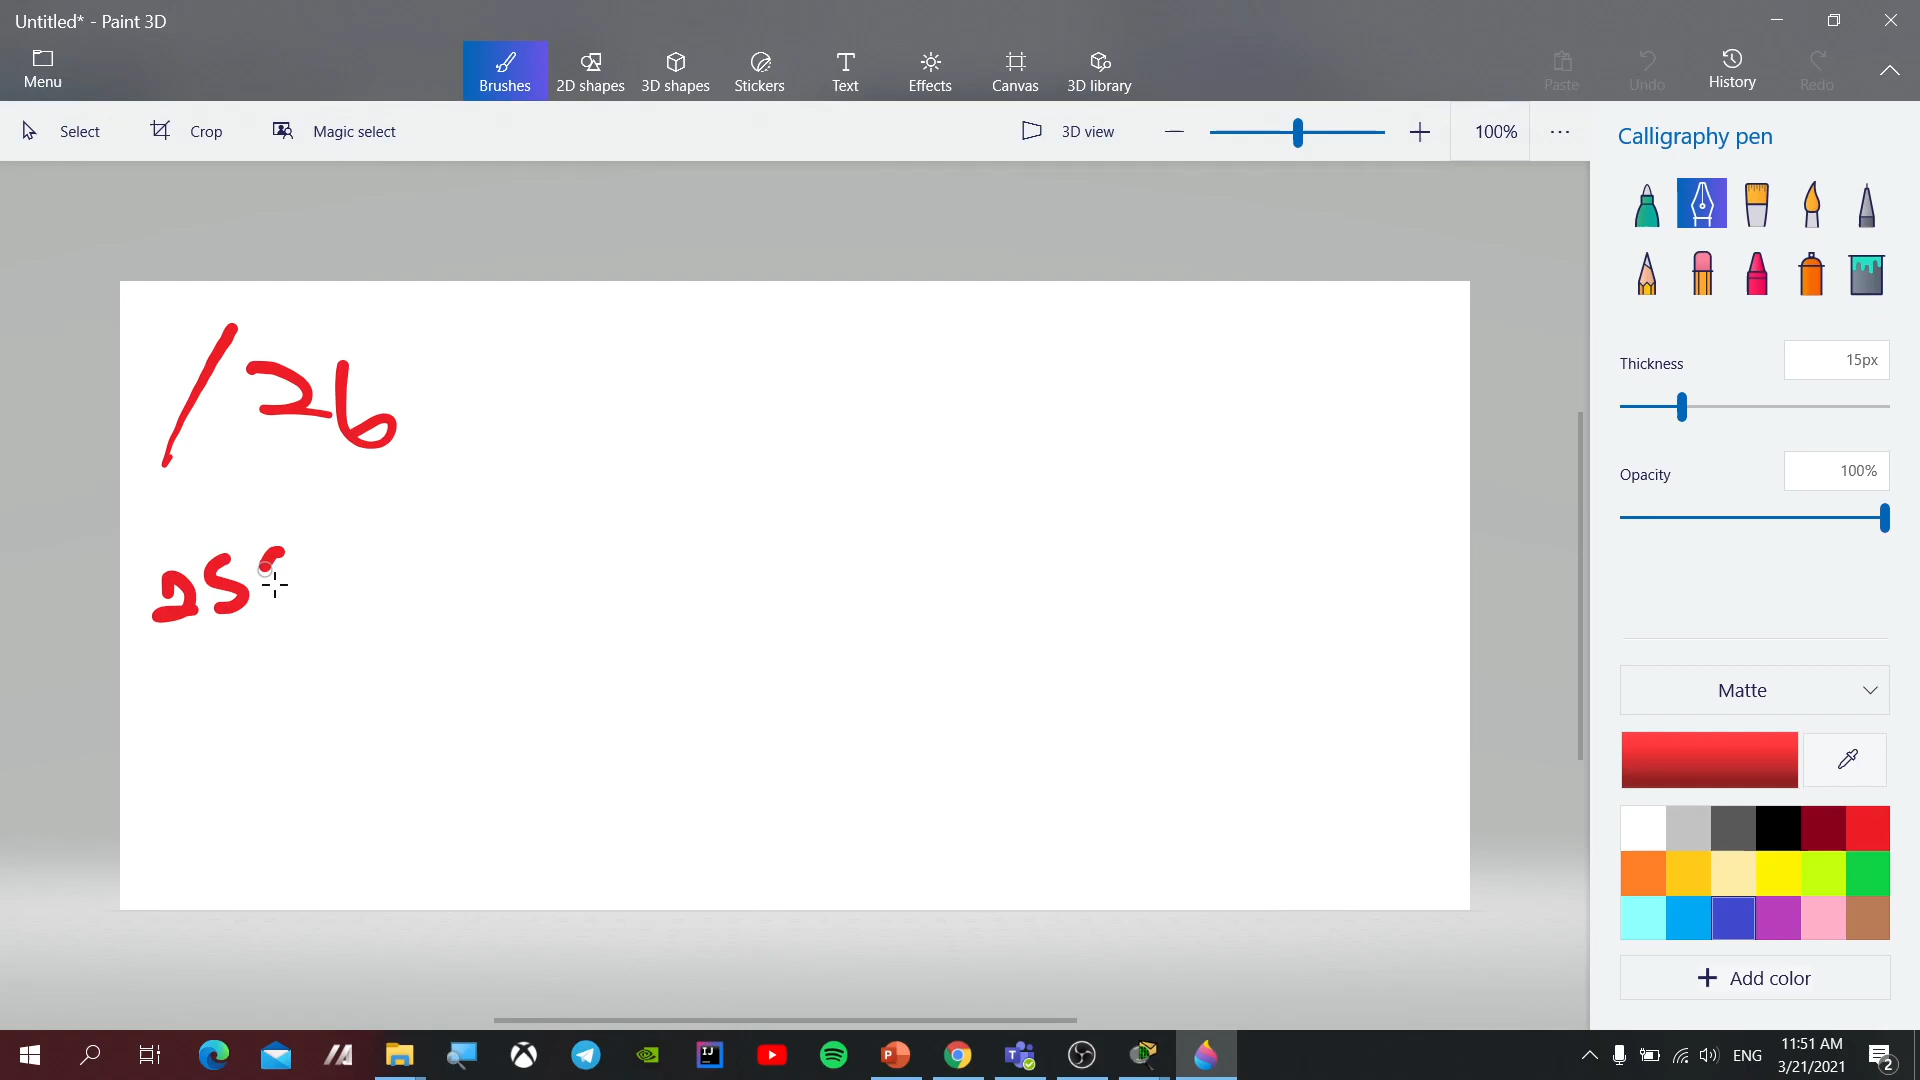 Untitled* - Paint 3D
Menu
Brushes
2D shapes
3D shapes
Stickers
Text
Effects
Canvas
3D library
Paste
Undo
History
Redo
Select
Crop
Magic select
3D view
100%
Calligraphy pen
Thickness
15px
Opacity
100%
/26
25
Matte
Add color
ENG
11:51 AM
3/21/2021
2